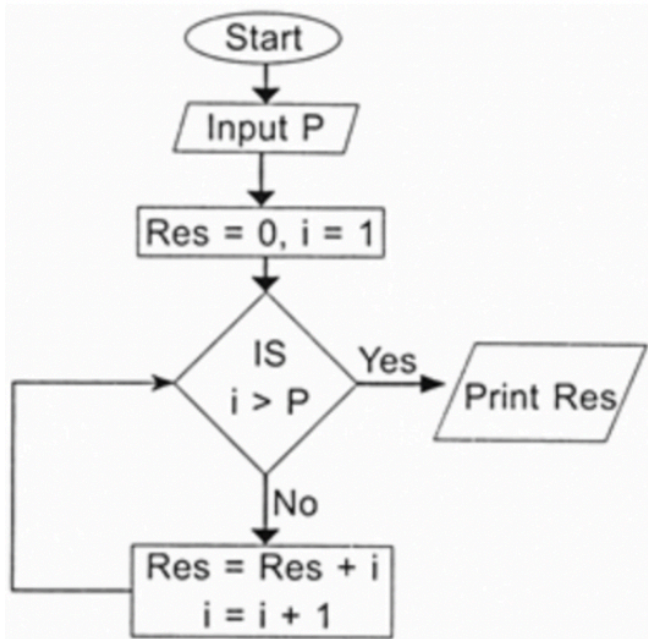 Start
Input P
Res = 0, i = 1
IS
i > P
Yes
Print Res
No
Res = Res + i
i = i + 1